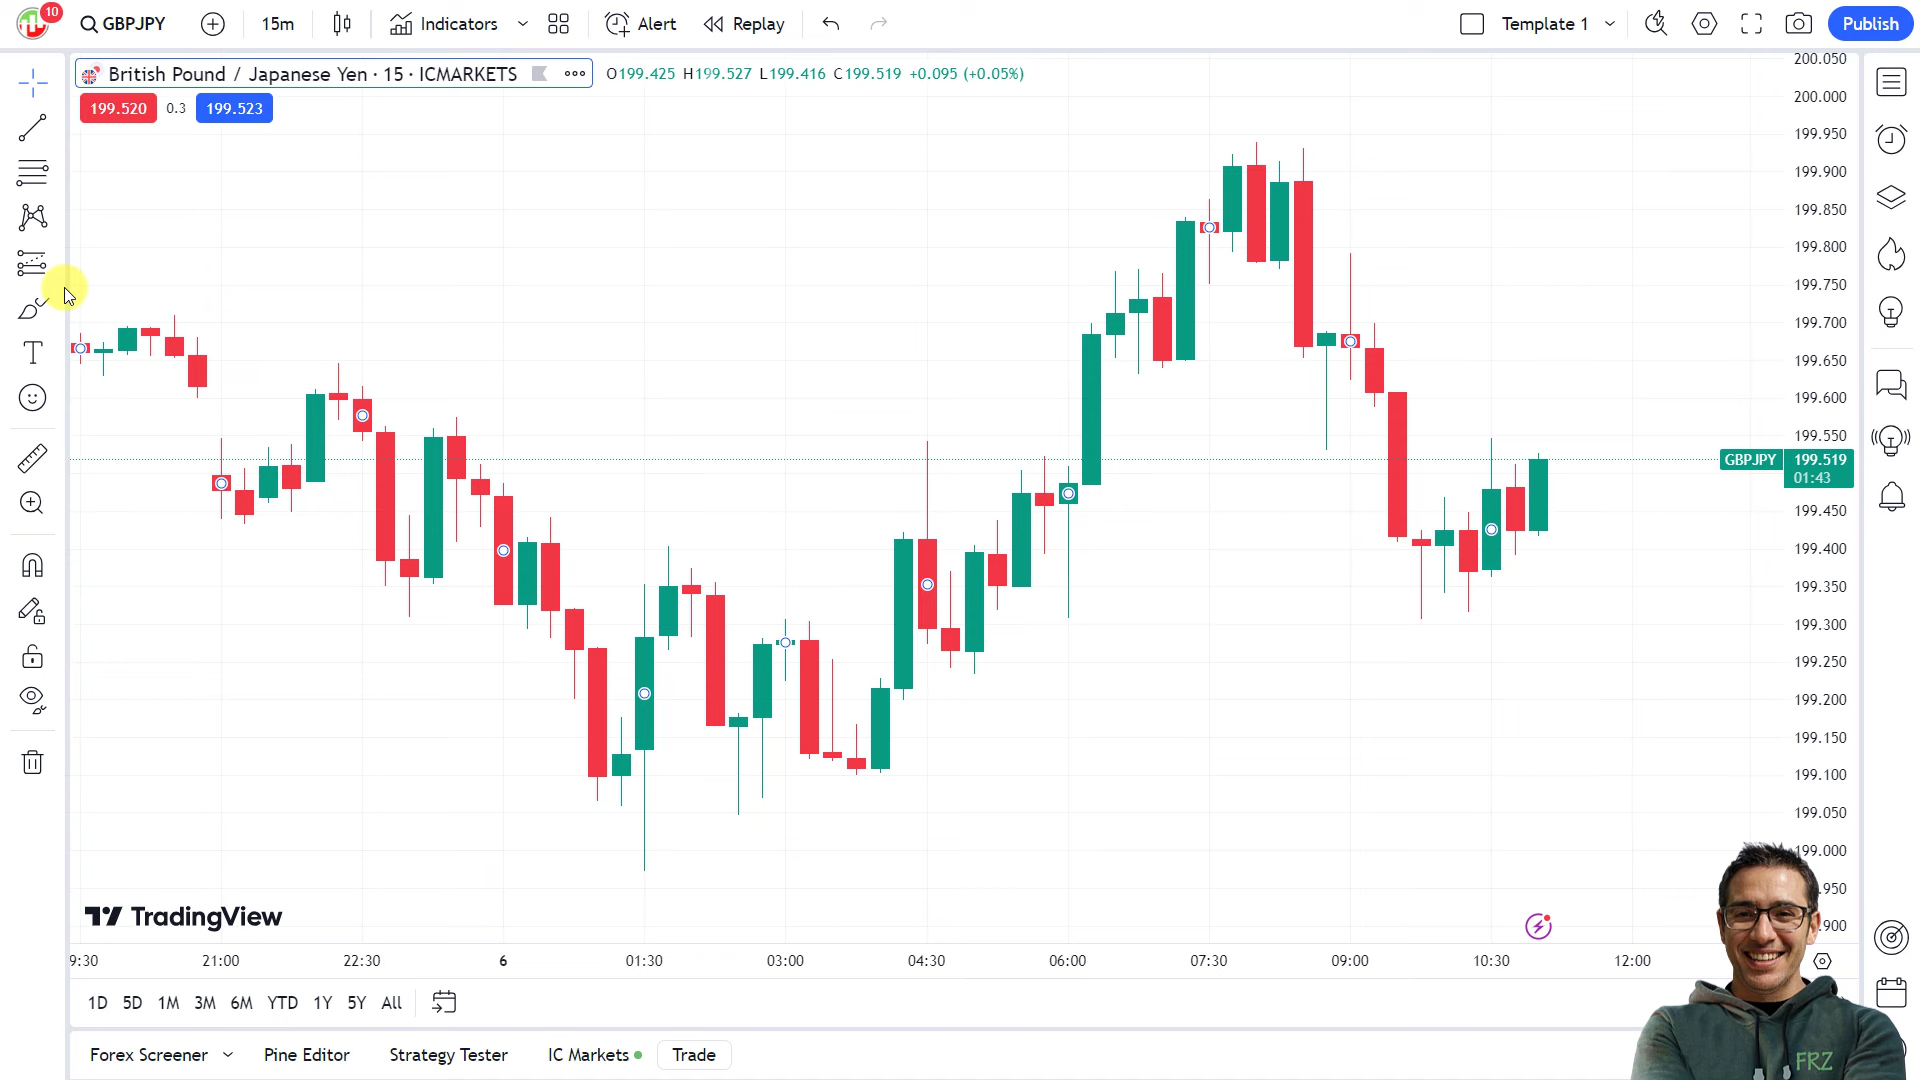 10
GBPJPY
15m
Indicators
Alert
Replay
Template 1
Publish
British Pound / Japanese Yen · 15 · ICMARKETS
O199.425 H199.527 L199.416 C199.519 +0.095 (+0.05%)
199.520
0.3
199.523
200.050
200.000
199.950
199.900
199.850
199.800
199.750
199.700
199.650
199.600
199.550
GBPJPY
199.519
01:43
199.450
199.400
199.350
199.300
199.250
199.200
199.150
199.100
199.050
199.000
.950
.900
TradingView
9:30
21:00
22:30
6
01:30
03:00
04:30
06:00
07:30
09:00
10:30
12:00
1D
5D
1M
3M
6M
YTD
1Y
5Y
All
Forex Screener
Pine Editor
Strategy Tester
IC Markets
Trade
FRZ